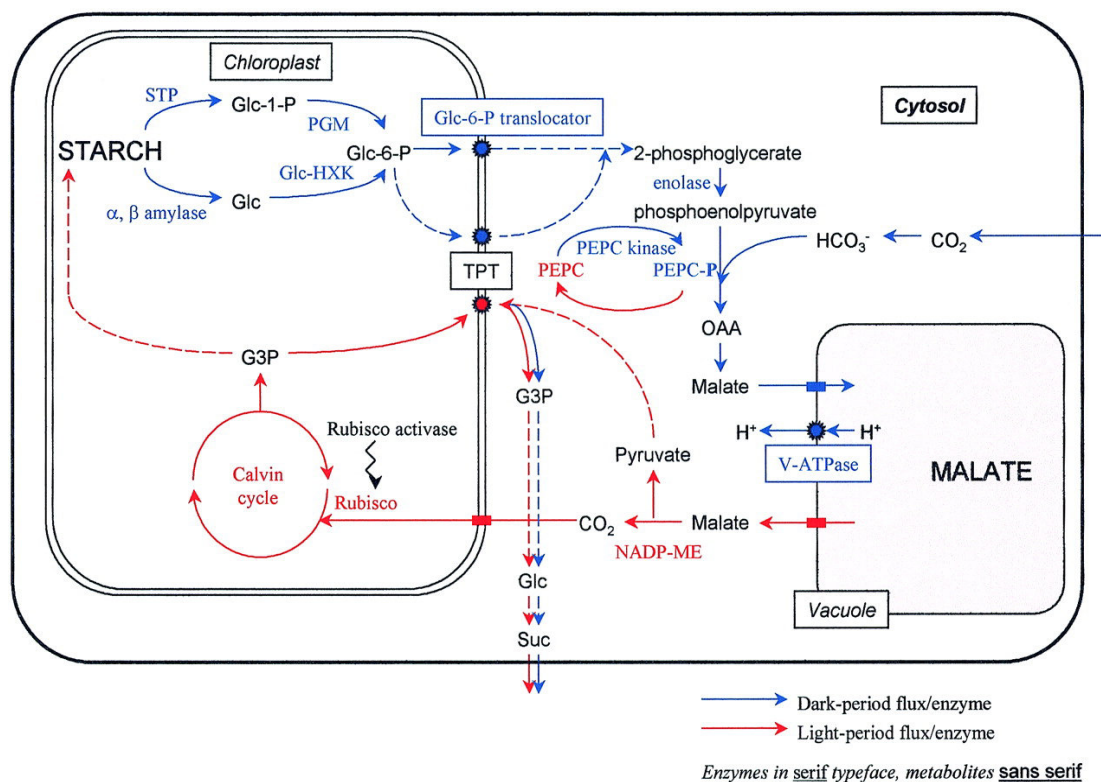 Chloroplast
STP
Glc-1-P
PGM
Glc-6-P translocator
Cytosol
STARCH
Glc-6-P
2-phosphoglycerate
Glc-HXK
enolase
α, β amylase
Glc
phosphoenolpyruvate
PEPC kinase
HCO₃⁻
CO₂
PEPC
PEPC-P
TPT
OAA
G3P
Malate
G3P
H⁺
H⁺
Rubisco activase
V-ATPase
Pyruvate
Calvin
cycle
MALATE
Rubisco
CO₂
Malate
NADP-ME
Glc
Vacuole
Suc
Dark-period flux/enzyme
Light-period flux/enzyme
Enzymes in serif typeface, metabolites sans serif